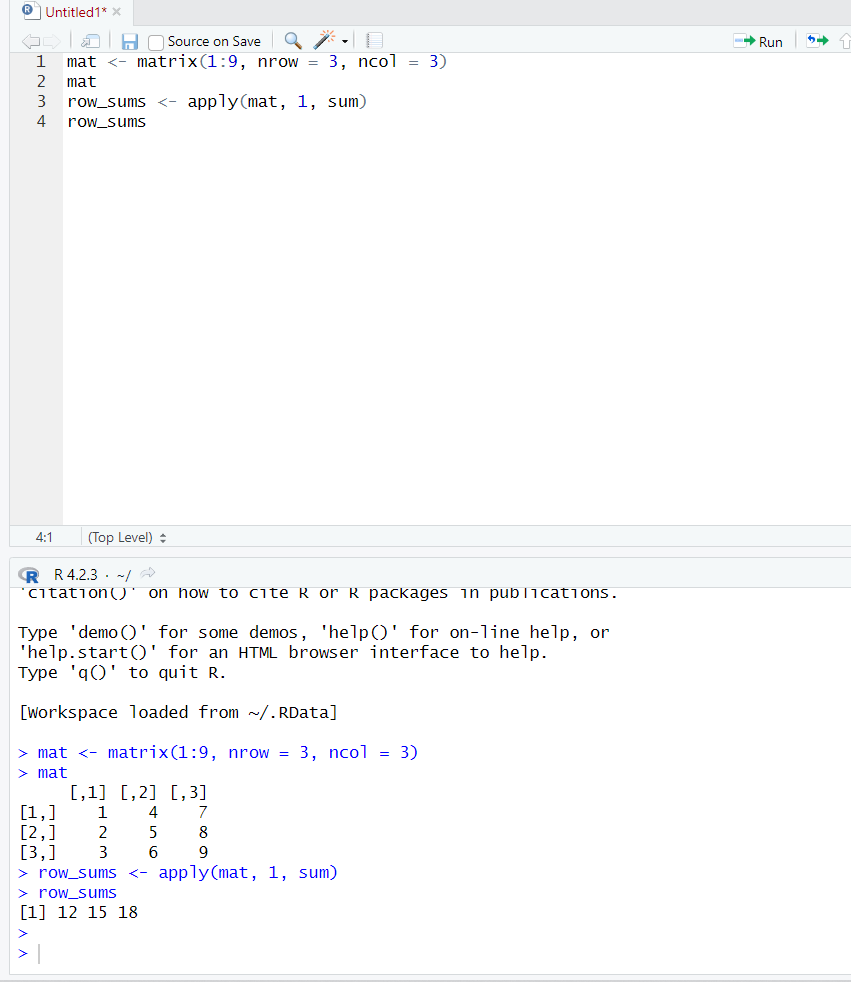 Untitled1*
Source on Save Run
1 mat <- matrix(1:9, nrow = 3, ncol = 3)
2 mat
3 row_sums <- apply(mat, 1, sum)
4 row_sums
4:1 (Top Level)
R 4.2.3 · ~/
'citation()' on how to cite R or R packages in publications.
Type 'demo()' for some demos, 'help()' for on-line help, or
'help.start()' for an HTML browser interface to help.
Type 'q()' to quit R.
[Workspace loaded from ~/.RData]
> mat <- matrix(1:9, nrow = 3, ncol = 3)
> mat
[,1] [,2] [,3]
[1,] 1 4 7
[2,] 2 5 8
[3,] 3 6 9
> row_sums <- apply(mat, 1, sum)
> row_sums
[1] 12 15 18
>
>